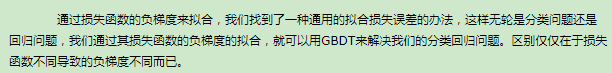 通过损失函数的负梯度来拟合，我们找到了一种通用的拟合损失误差的办法，这样无轮是分类问题还是
回归问题，我们通过其损失函数的负梯度的拟合，就可以用GBDT来解决我们的分类回归问题。区别仅仅在于损失
函数不同导致的负梯度不同而已。